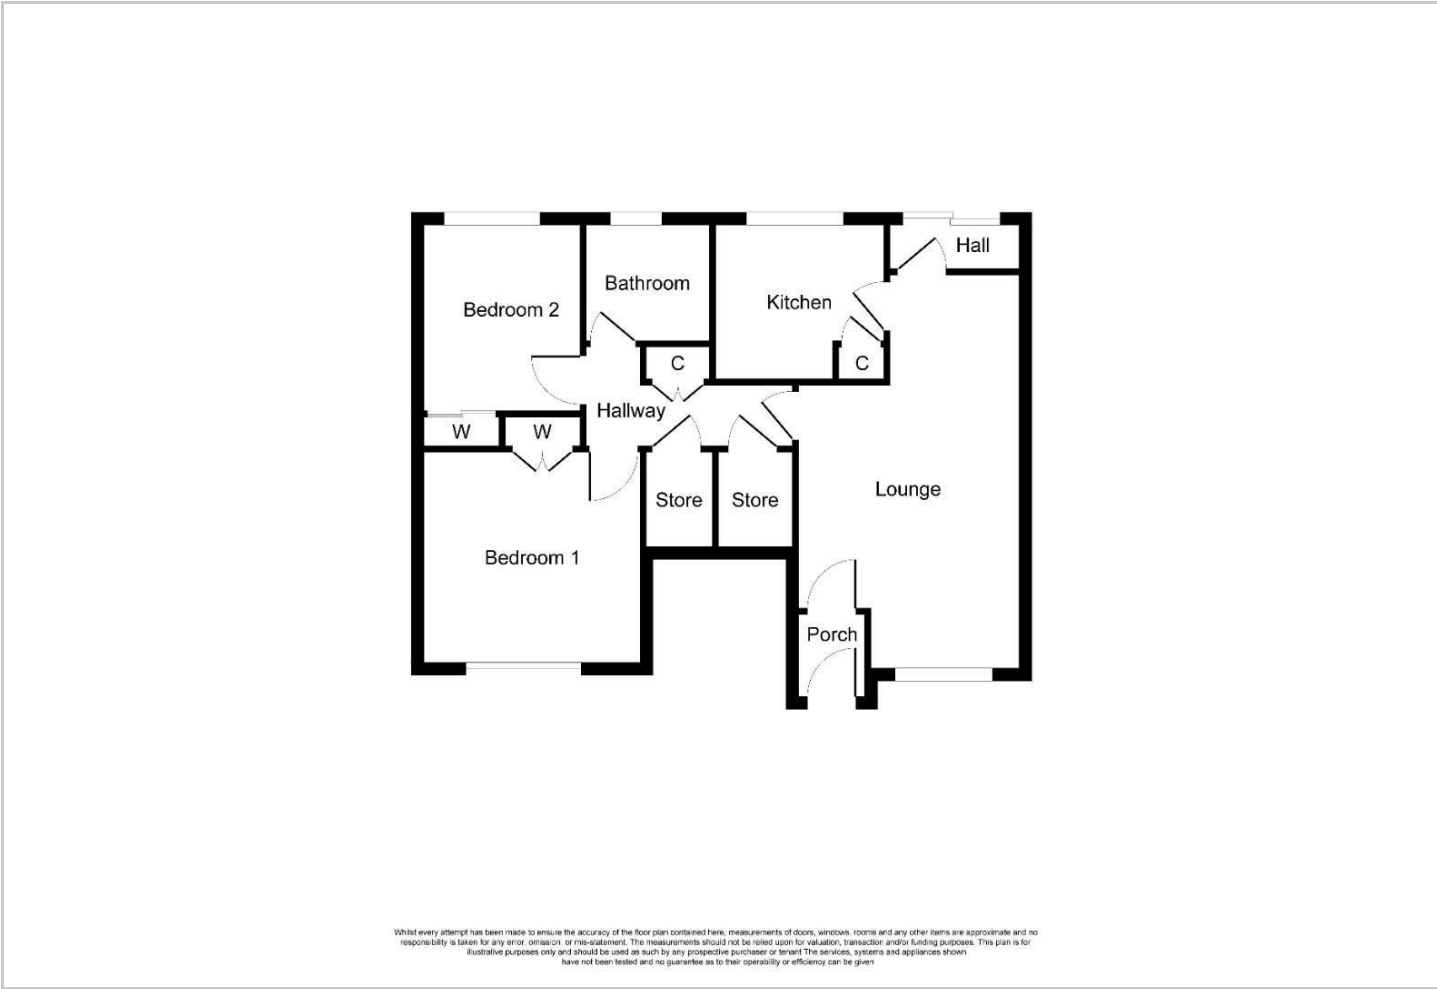 Hall
Bathroom
Kitchen
Bedroom 2
C
C
Hallway
W
W
Lounge
Store
Store
Bedroom 1
Porch
Whilst every attempt has been made to ensure the accuracy of the floor plan contained here, measurements of doors, windows, rooms and any other items are approximate and no
responsibility is taken for any error, omission, or mis-statement. The measurements should not be relied upon for valuation, transaction and/or funding purposes. This plan is for
illustrative purposes only and should be used as such by any prospective purchaser or tenant The services, systems and appliances shown
have not been tested and no guarantee as to their operability or efficiency can be given